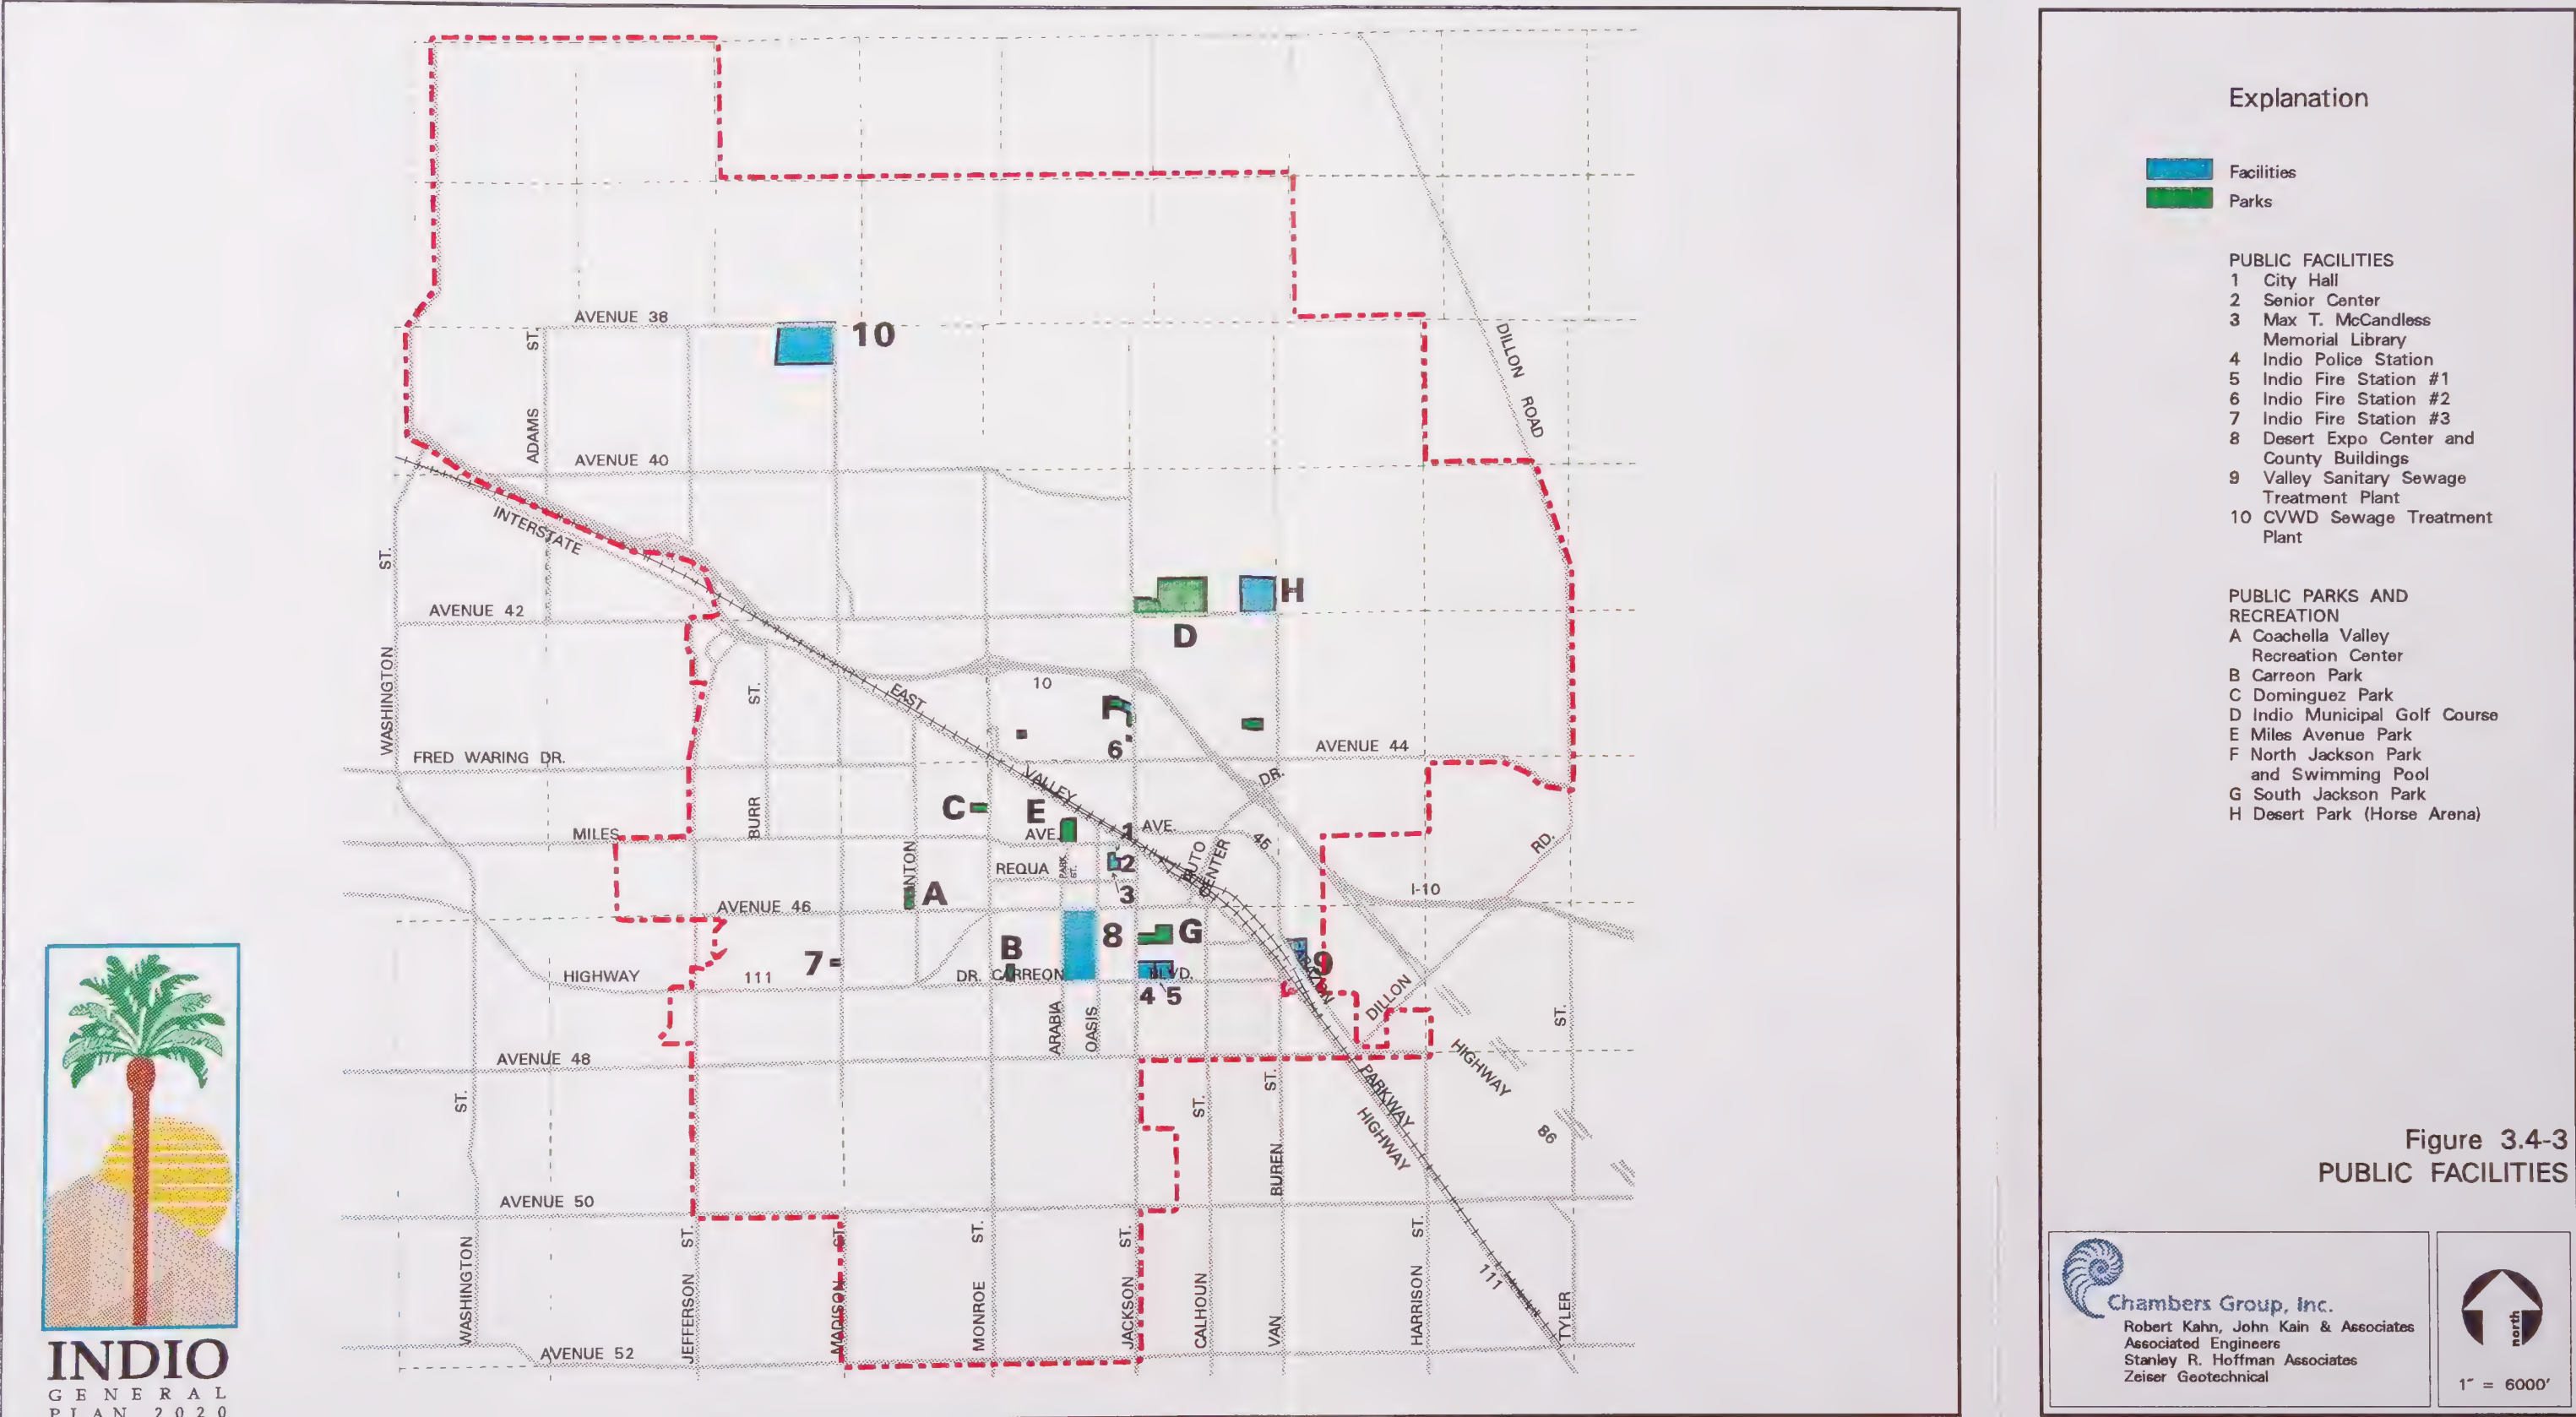 AVENUE 38
10
ST.
ADAMS
DILLON ROAD
AVENUE 40
INTERSTATE
ST.
AVENUE 42
H
D
WASHINGTON
ST.
EAST
10
F
6
AVENUE 44
FRED WARING DR.
VALLEY
DR.
C
E
BURR
MILES
AVE.
1
AVE.
45
RD.
REQUA
PARK ST.
2
AUTO CENTER
3
A
I-10
AVENUE 46
8
G
B
7
9
HIGHWAY
111
DR. CARREON
BLVD.
4
5
DILLON
ARABIA
OASIS
ST.
AVENUE 48
HIGHWAY
ST.
ST.
ST.
PARKWAY
HIGHWAY
86
BUREN
AVENUE 50
ST.
ST.
ST.
ST.
ST.
WASHINGTON
JEFFERSON
MADISON
MONROE
JACKSON
CALHOUN
VAN
HARRISON
111
TYLER
AVENUE 52
INDIO
GENERAL
PLAN 2020
Explanation
Facilities
Parks
PUBLIC FACILITIES
1 City Hall
2 Senior Center
3 Max T. McCandless
Memorial Library
4 Indio Police Station
5 Indio Fire Station #1
6 Indio Fire Station #2
7 Indio Fire Station #3
8 Desert Expo Center and
County Buildings
9 Valley Sanitary Sewage
Treatment Plant
10 CVWD Sewage Treatment
Plant
PUBLIC PARKS AND
RECREATION
A Coachella Valley
Recreation Center
B Carreon Park
C Dominguez Park
D Indio Municipal Golf Course
E Miles Avenue Park
F North Jackson Park
and Swimming Pool
G South Jackson Park
H Desert Park (Horse Arena)
Figure 3.4-3
PUBLIC FACILITIES
Chambers Group, Inc.
Robert Kahn, John Kain & Associates
Associated Engineers
Stanley R. Hoffman Associates
Zeiser Geotechnical
north
1" = 6000'